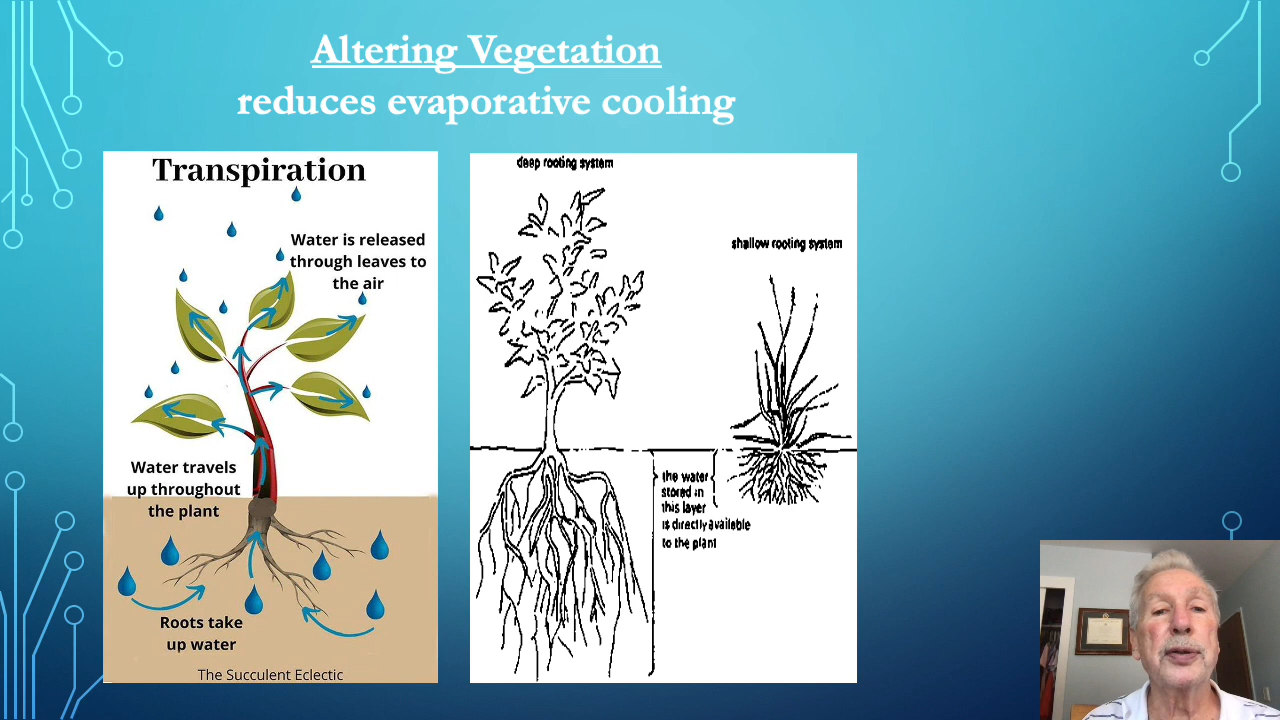 Altering Vegetation
reduces evaporative cooling
Transpiration
Water is released
through leaves to
the air
Water travels
up throughout
the plant
Roots take
up water
The Succulent Eclectic
deep rooting system
shallow rooting system
the water
stored in
this layer
is directly available
to the plant